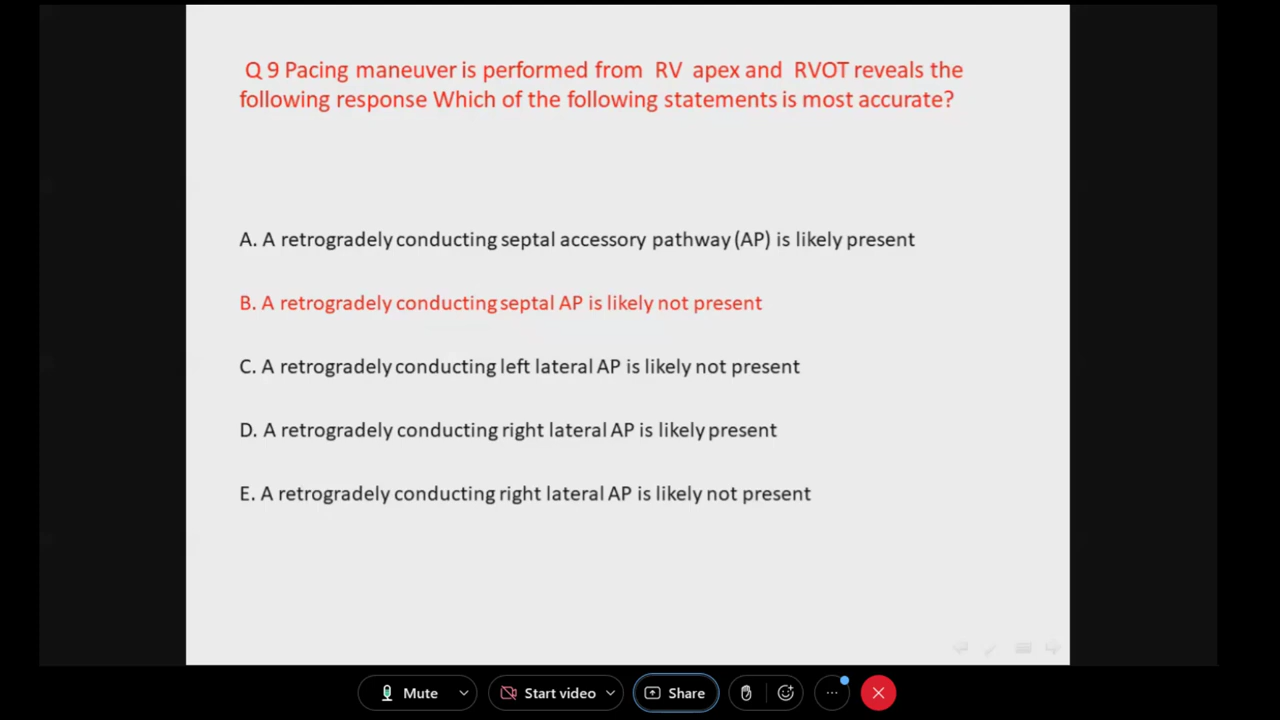 Q 9 Pacing maneuver is performed from RV apex and RVOT reveals the
following response Which of the following statements is most accurate?
A. A retrogradely conducting septal accessory pathway (AP) is likely present
B. A retrogradely conducting septal AP is likely not present
C. A retrogradely conducting left lateral AP is likely not present
D. A retrogradely conducting right lateral AP is likely present
E. A retrogradely conducting right lateral AP is likely not present
Mute Start video Share